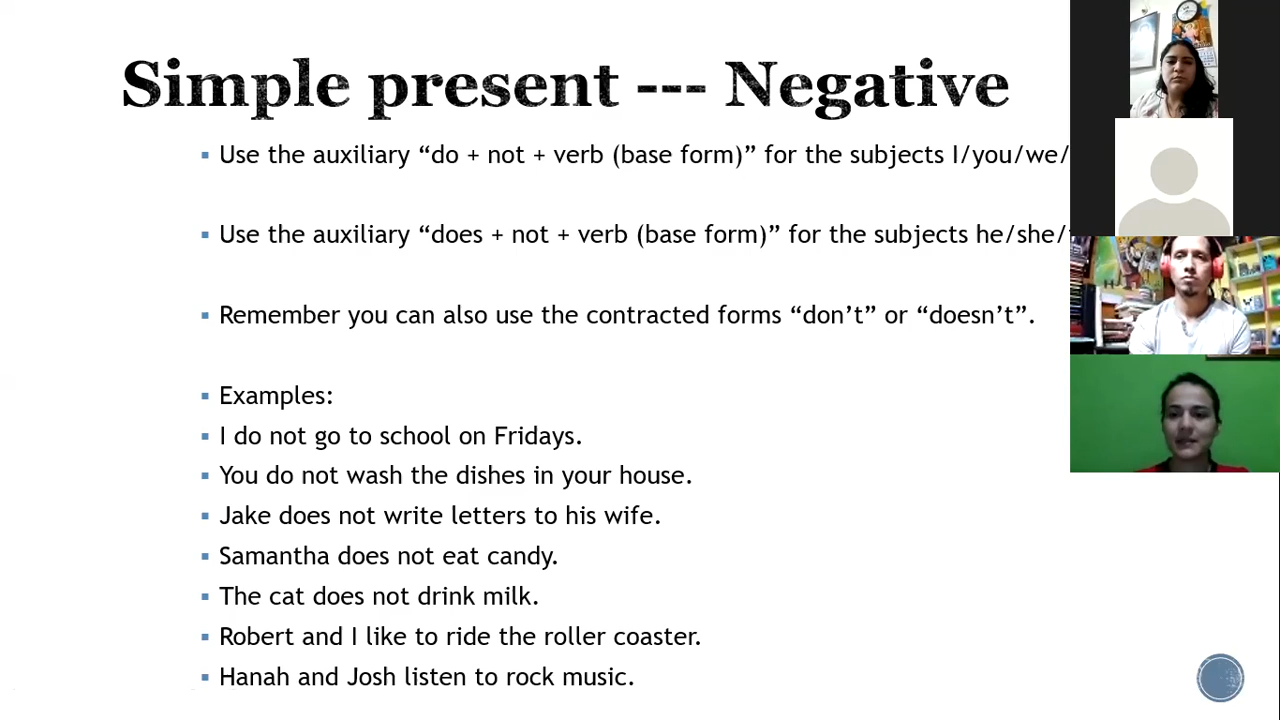 Simple present --- Negative
Use the auxiliary “do + not + verb (base form)” for the subjects I/you/we/
Use the auxiliary “does + not + verb (base form)” for the subjects he/she/
Remember you can also use the contracted forms “don’t” or “doesn’t”.
Examples:
I do not go to school on Fridays.
You do not wash the dishes in your house.
Jake does not write letters to his wife.
Samantha does not eat candy.
The cat does not drink milk.
Robert and I like to ride the roller coaster.
Hanah and Josh listen to rock music.